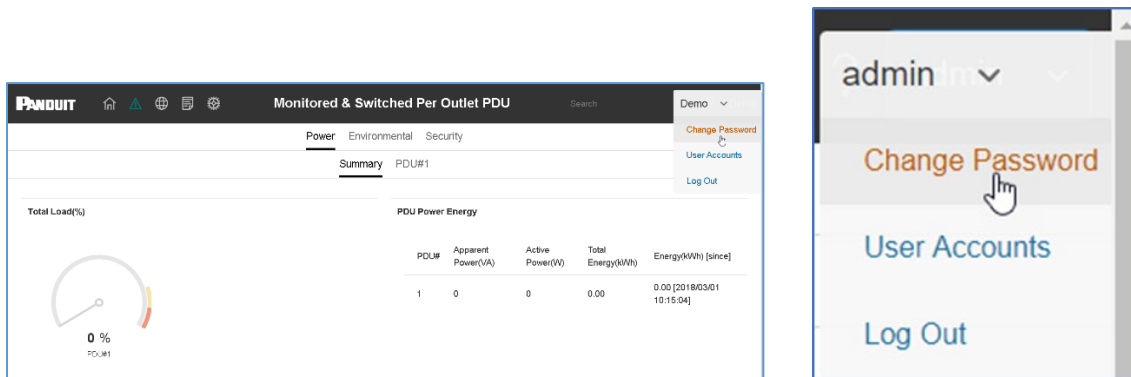 PANDUIT Monitored & Switched Per Outlet PDU Search Demo
Power Environmental Security
Summary PDU#1
Change Password
User Accounts
Log Out
Total Load(%)
0 %
PDU#1
PDU Power Energy
PDU# Apparent Power(VA) Active Power(W) Total Energy(kWh) Energy(kWh) [since]
1 0 0 0.00 0.00 [2018/03/01
10:15:04]
admin
Change Password
User Accounts
Log Out